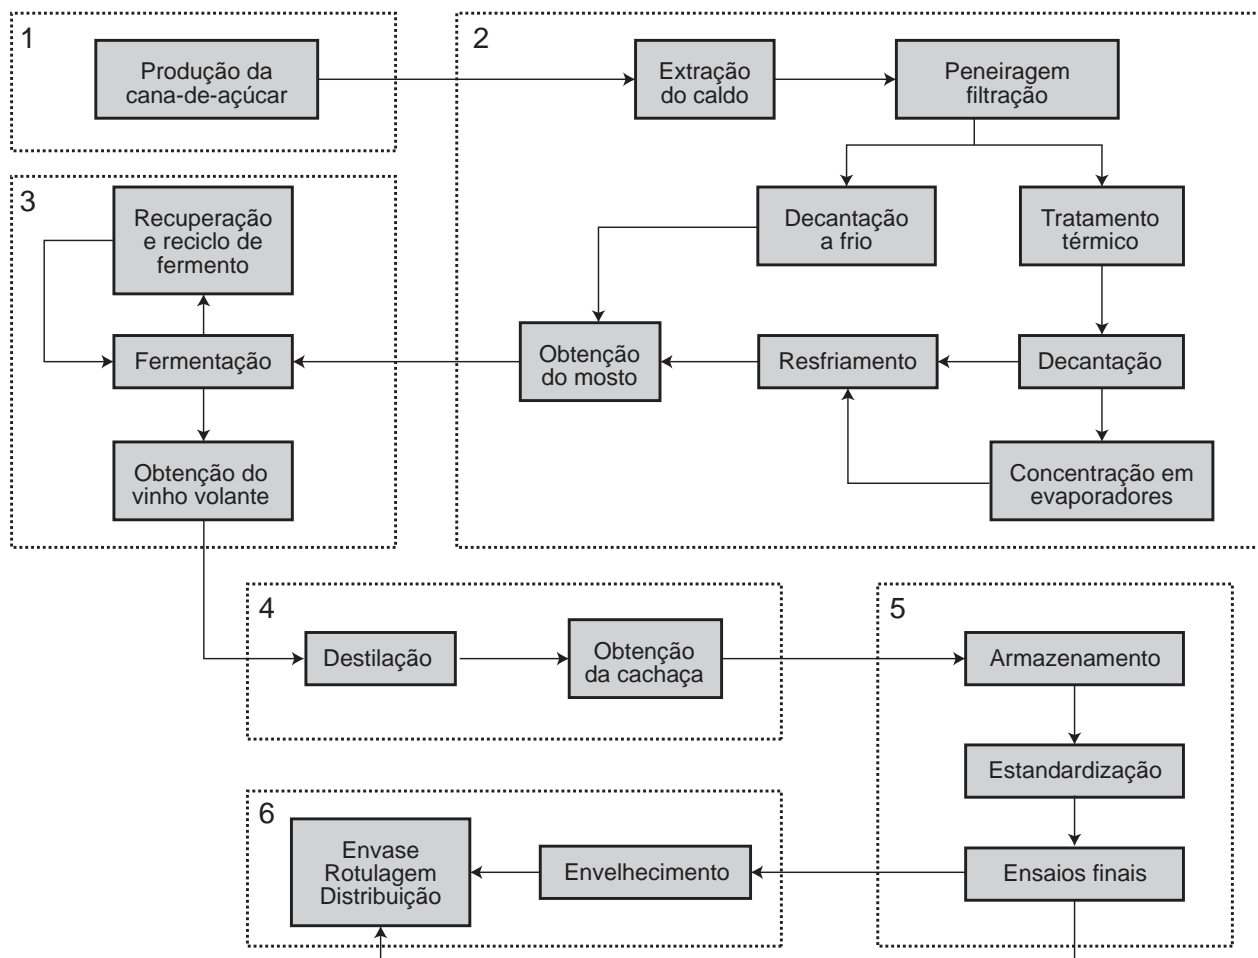 1
Produção da
cana-de-açúcar
2
Extração
do caldo
Peneiragem
filtração
Decantação
a frio
Tratamento
térmico
Obtenção
do mosto
Resfriamento
Decantação
Concentração em
evaporadores
3
Recuperação
e reciclo de
fermento
Fermentação
Obtenção do
vinho volante
4
Destilação
Obtenção
da cachaça
5
Armazenamento
Estandardização
Ensaios finais
6
Envase
Rotulagem
Distribuição
Envelhecimento